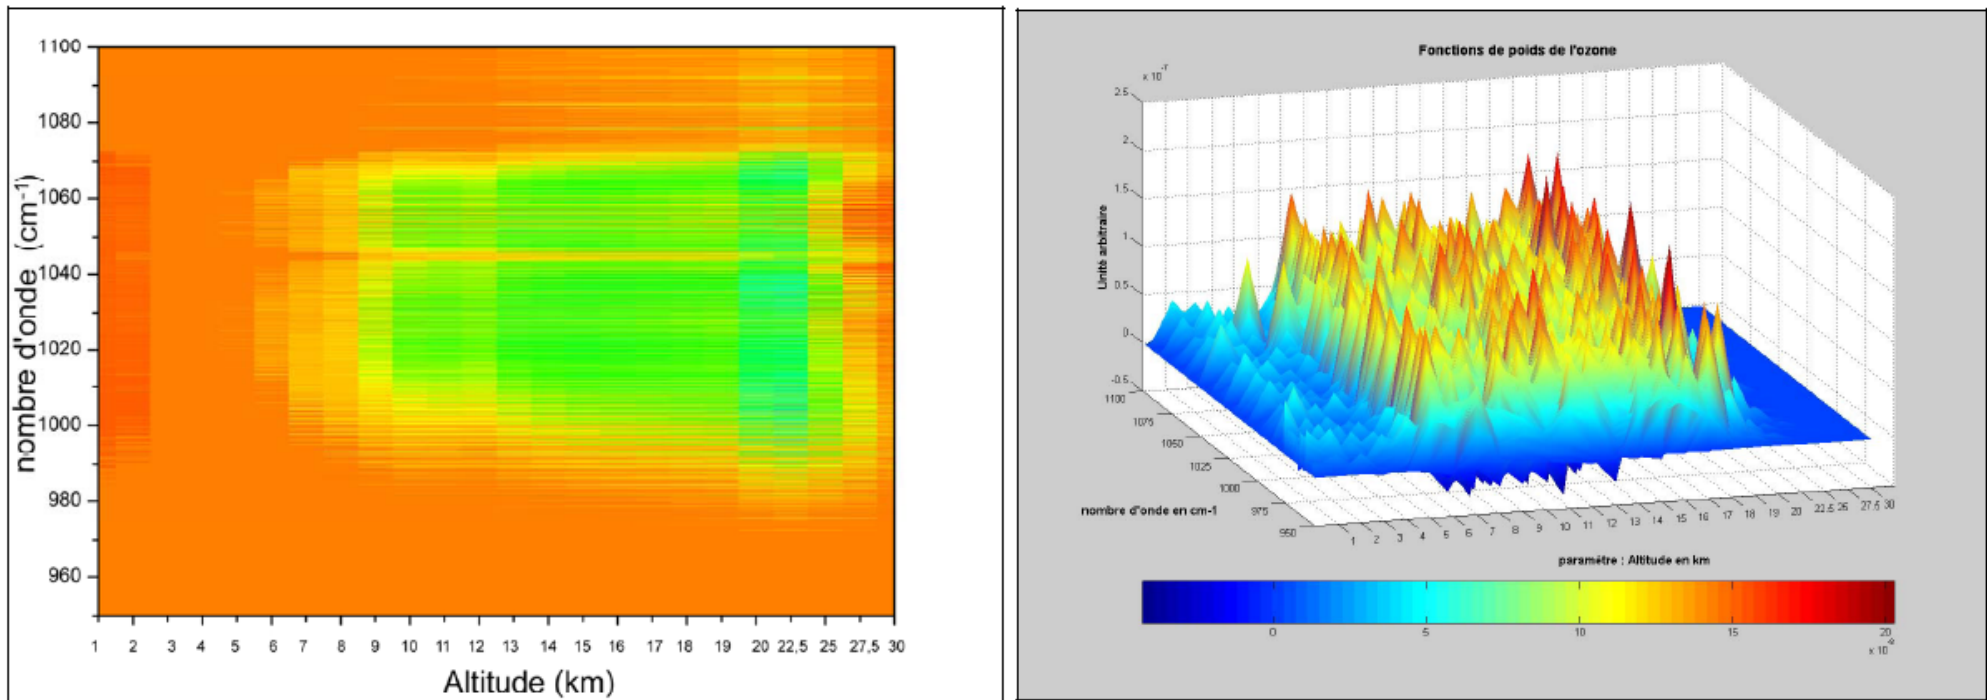 1100
1080
1060
1040
1020
1000
980
960
nombre d'onde (cm-1)
1 2 3 4 5 6 7 8 9 10 11 12 13 14 15 16 17 18 19 20 22,5 25 27,5 30
Altitude (km)
Fonctions de poids de l'ozone
x 10
2.5
2
1.5
1
0.5
0
-0.5
Unité arbitraire
1100
1075
1050
1025
1000
975
950
nombre d'onde en cm-1
1 2 3 4 5 6 7 8 9 10 11 12 13 14 15 16 17 18 19 20 22.5 25 27.5 30
paramètre : Altitude en km
0 5 10 15 20
x 10